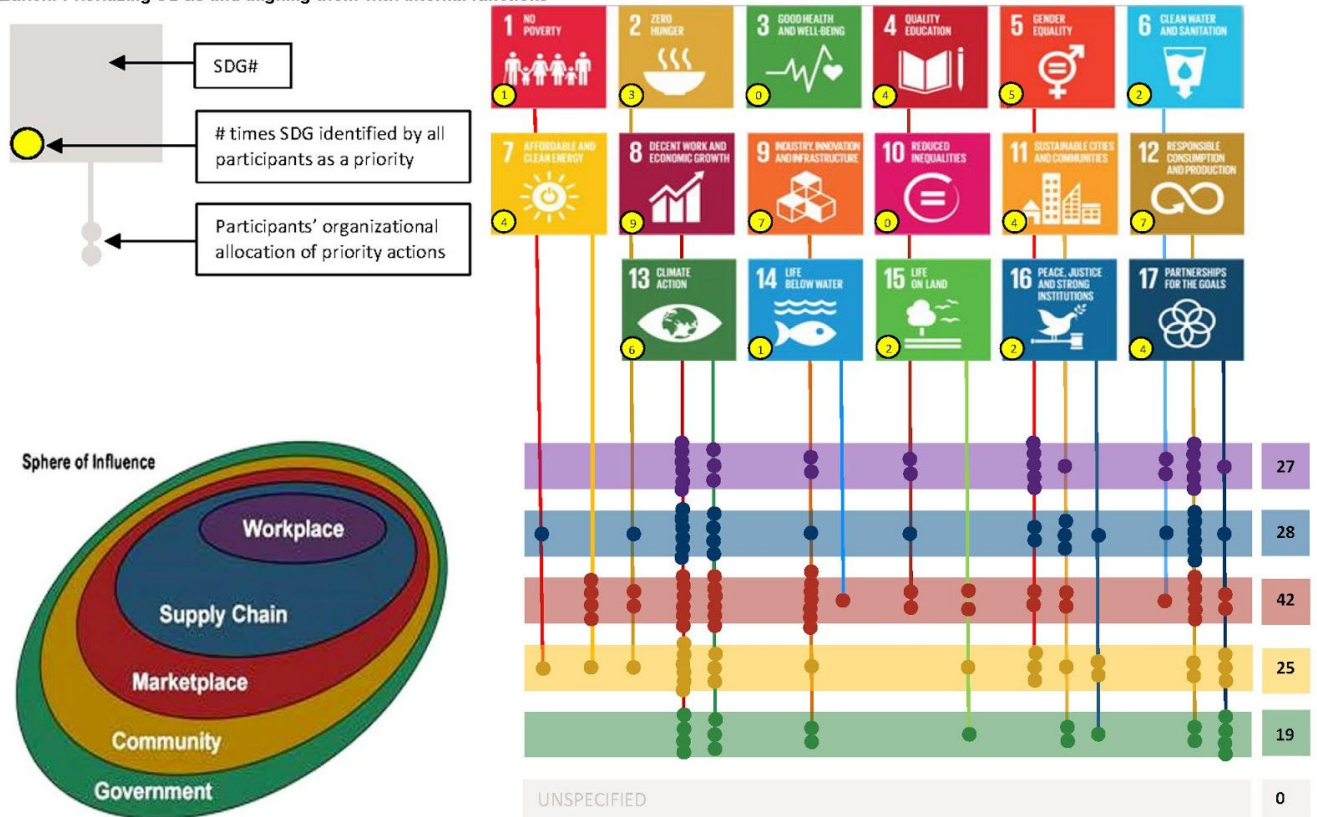 SDG#
# times SDG identified by all
participants as a priority
Participants' organizational
allocation of priority actions
1 NO
POVERTY
1
2 ZERO
HUNGER
3
3 GOOD HEALTH
AND WELL-BEING
0
4 QUALITY
EDUCATION
4
5 GENDER
EQUALITY
5
6 CLEAN WATER
AND SANITATION
2
7 AFFORDABLE AND
CLEAN ENERGY
4
8 DECENT WORK AND
ECONOMIC GROWTH
9
9 INDUSTRY, INNOVATION
AND INFRASTRUCTURE
7
10 REDUCED
INEQUALITIES
0
11 SUSTAINABLE CITIES
AND COMMUNITIES
4
12 RESPONSIBLE
CONSUMPTION
AND PRODUCTION
7
13 CLIMATE
ACTION
6
14 LIFE
BELOW WATER
1
15 LIFE
ON LAND
2
16 PEACE, JUSTICE
AND STRONG
INSTITUTIONS
2
17 PARTNERSHIPS
FOR THE GOALS
4
Sphere of Influence
Workplace
Supply Chain
Marketplace
Community
Government
27
28
42
25
19
UNSPECIFIED 0